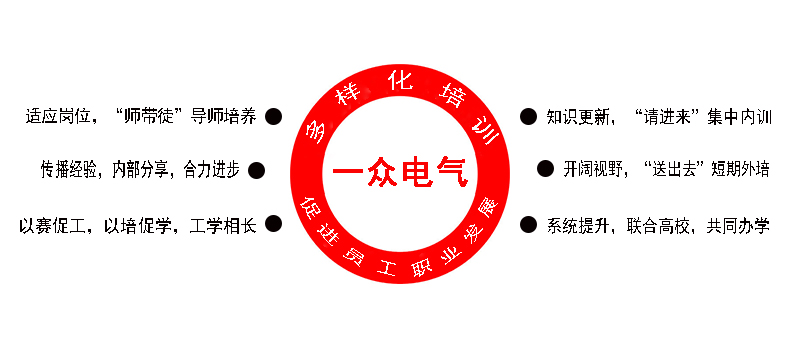 多样化培训
一众电气
促进员工职业发展
适应岗位，“师带徒”导师培养
传播经验，内部分享，合力进步
以赛促工，以培促学，工学相长
知识更新，“请进来”集中内训
开阔视野，“送出去”短期外培
系统提升，联合高校，共同办学